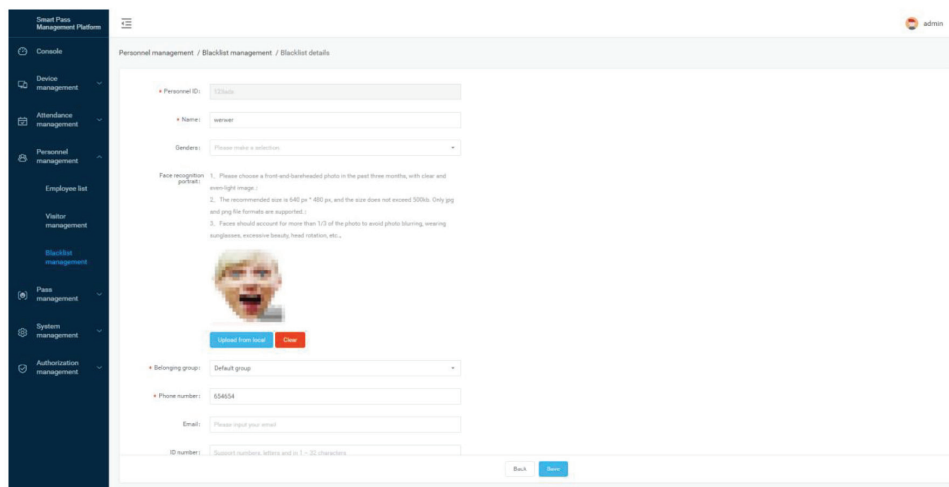 Smart Pass
Management Platform
admin
Console
Personnel management / Blacklist management / Blacklist details
Device
management
* Personnel ID:
Attendance
management
* Name: werwer
Genders: Please make a selection
Personnel
management
Face recognition
portrait:
1、Please choose a front-and-bareheaded photo in the past three months, with clear and
even-light image.;
2、The recommended size is 640 px * 480 px, and the size does not exceed 500kb. Only jpg
and png file formats are supported.;
3、Faces should account for more than 1/3 of the photo to avoid photo blurring, wearing
sunglasses, excessive beauty, head rotation, etc.,.
Employee list
Visitor
management
Blacklist
management
Pass
management
System
management
Upload from local Clear
Authorization
management
* Belonging group: Default group
* Phone number: 654654
Email: Please input your email
ID number: Support numbers, letters and is 1 ~ 32 characters
Back Save